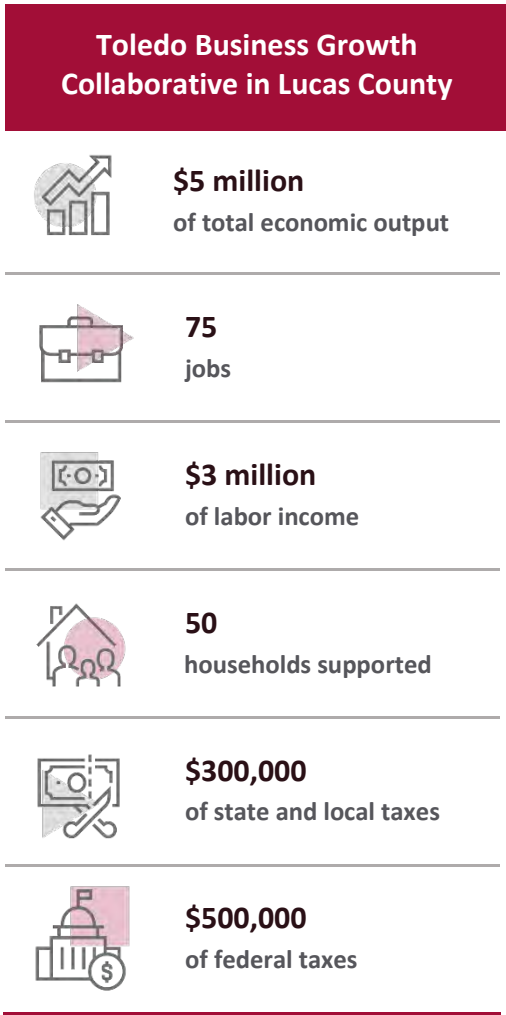 Toledo Business Growth
Collaborative in Lucas County
$5 million
of total economic output
75
jobs
$3 million
of labor income
50
households supported
$300,000
of state and local taxes
$500,000
of federal taxes
$